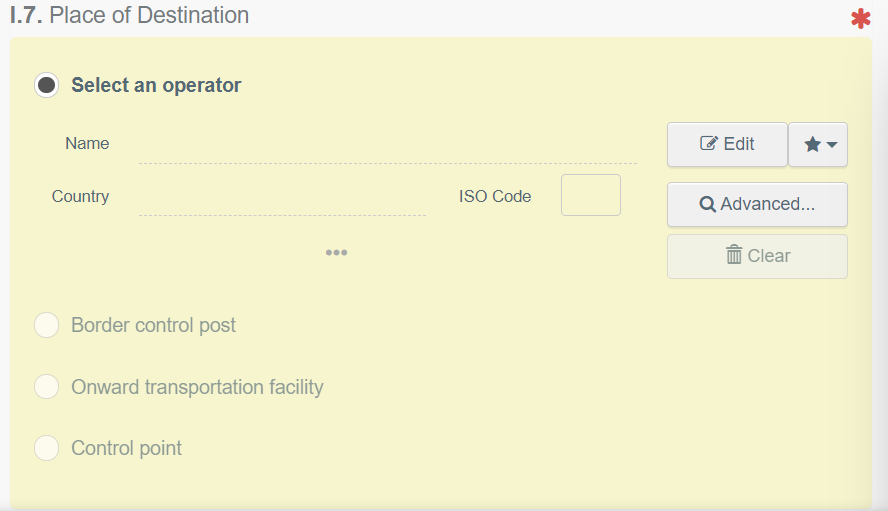 I.7. Place of Destination
Select an operator
Name
Edit
Country
ISO Code
Advanced...
Clear
Border control post
Onward transportation facility
Control point